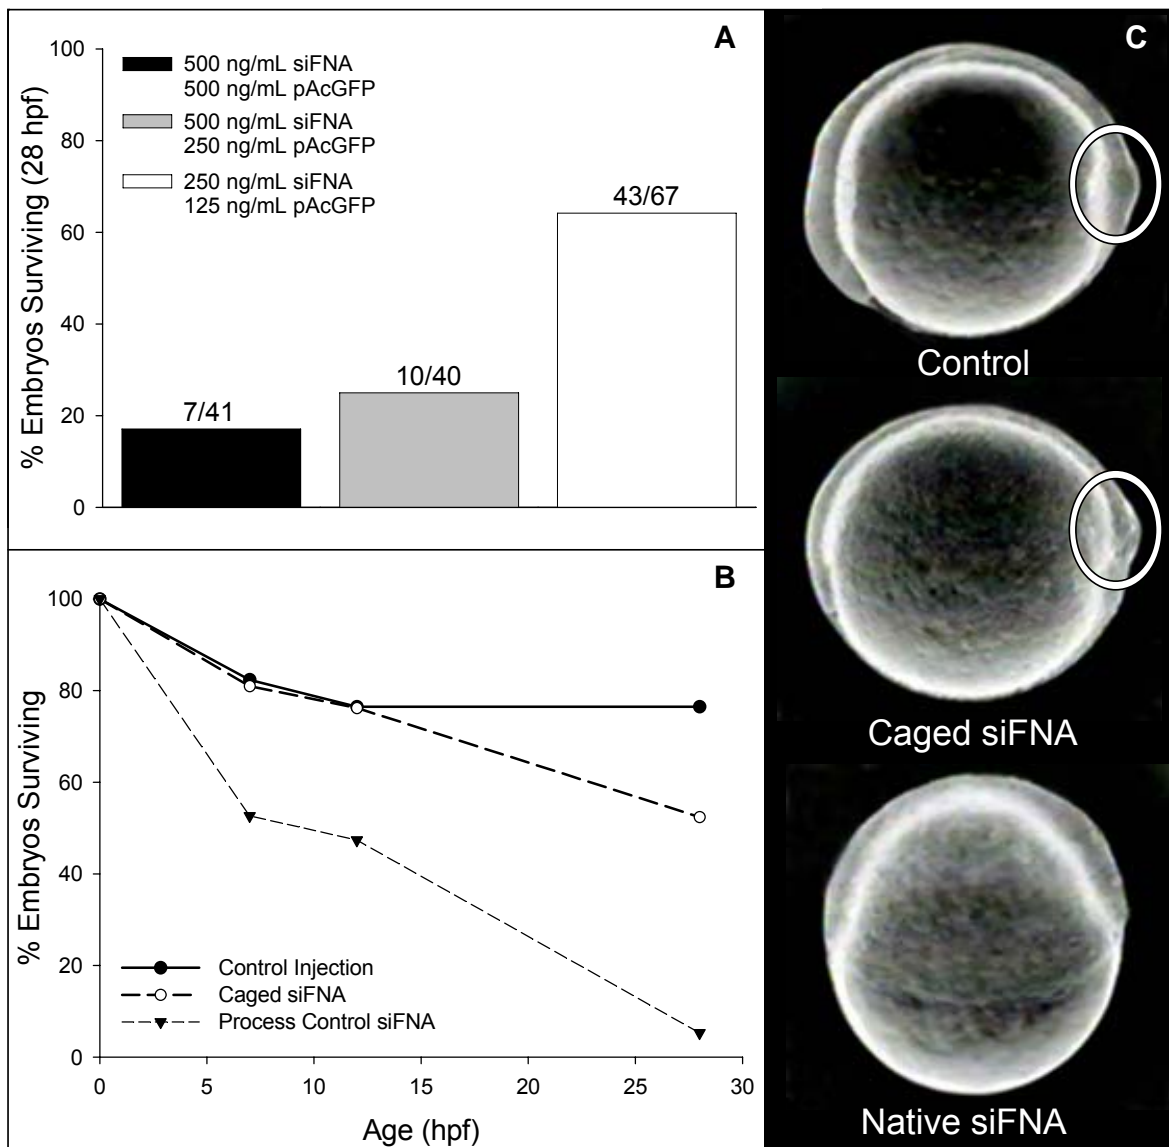 A
% Embryos Surviving (28 hpf)
100
80
60
40
20
0
500 ng/mL siFNA
500 ng/mL pAcGFP
500 ng/mL siFNA
250 ng/mL pAcGFP
250 ng/mL siFNA
125 ng/mL pAcGFP
7/41
10/40
43/67
B
% Embryos Surviving
100
80
60
40
20
0
Control Injection
Caged siFNA
Process Control siFNA
0 5 10 15 20 25 30
Age (hpf)
C
Control
Caged siFNA
Native siFNA